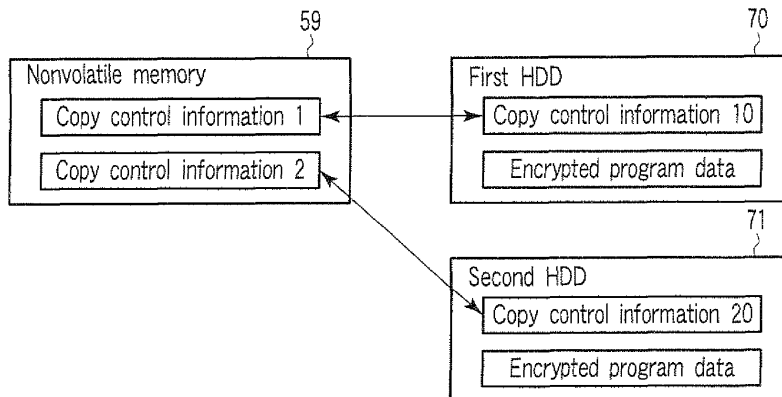 59
Nonvolatile memory
Copy control information 1
Copy control information 2
70
First HDD
Copy control information 10
Encrypted program data
71
Second HDD
Copy control information 20
Encrypted program data